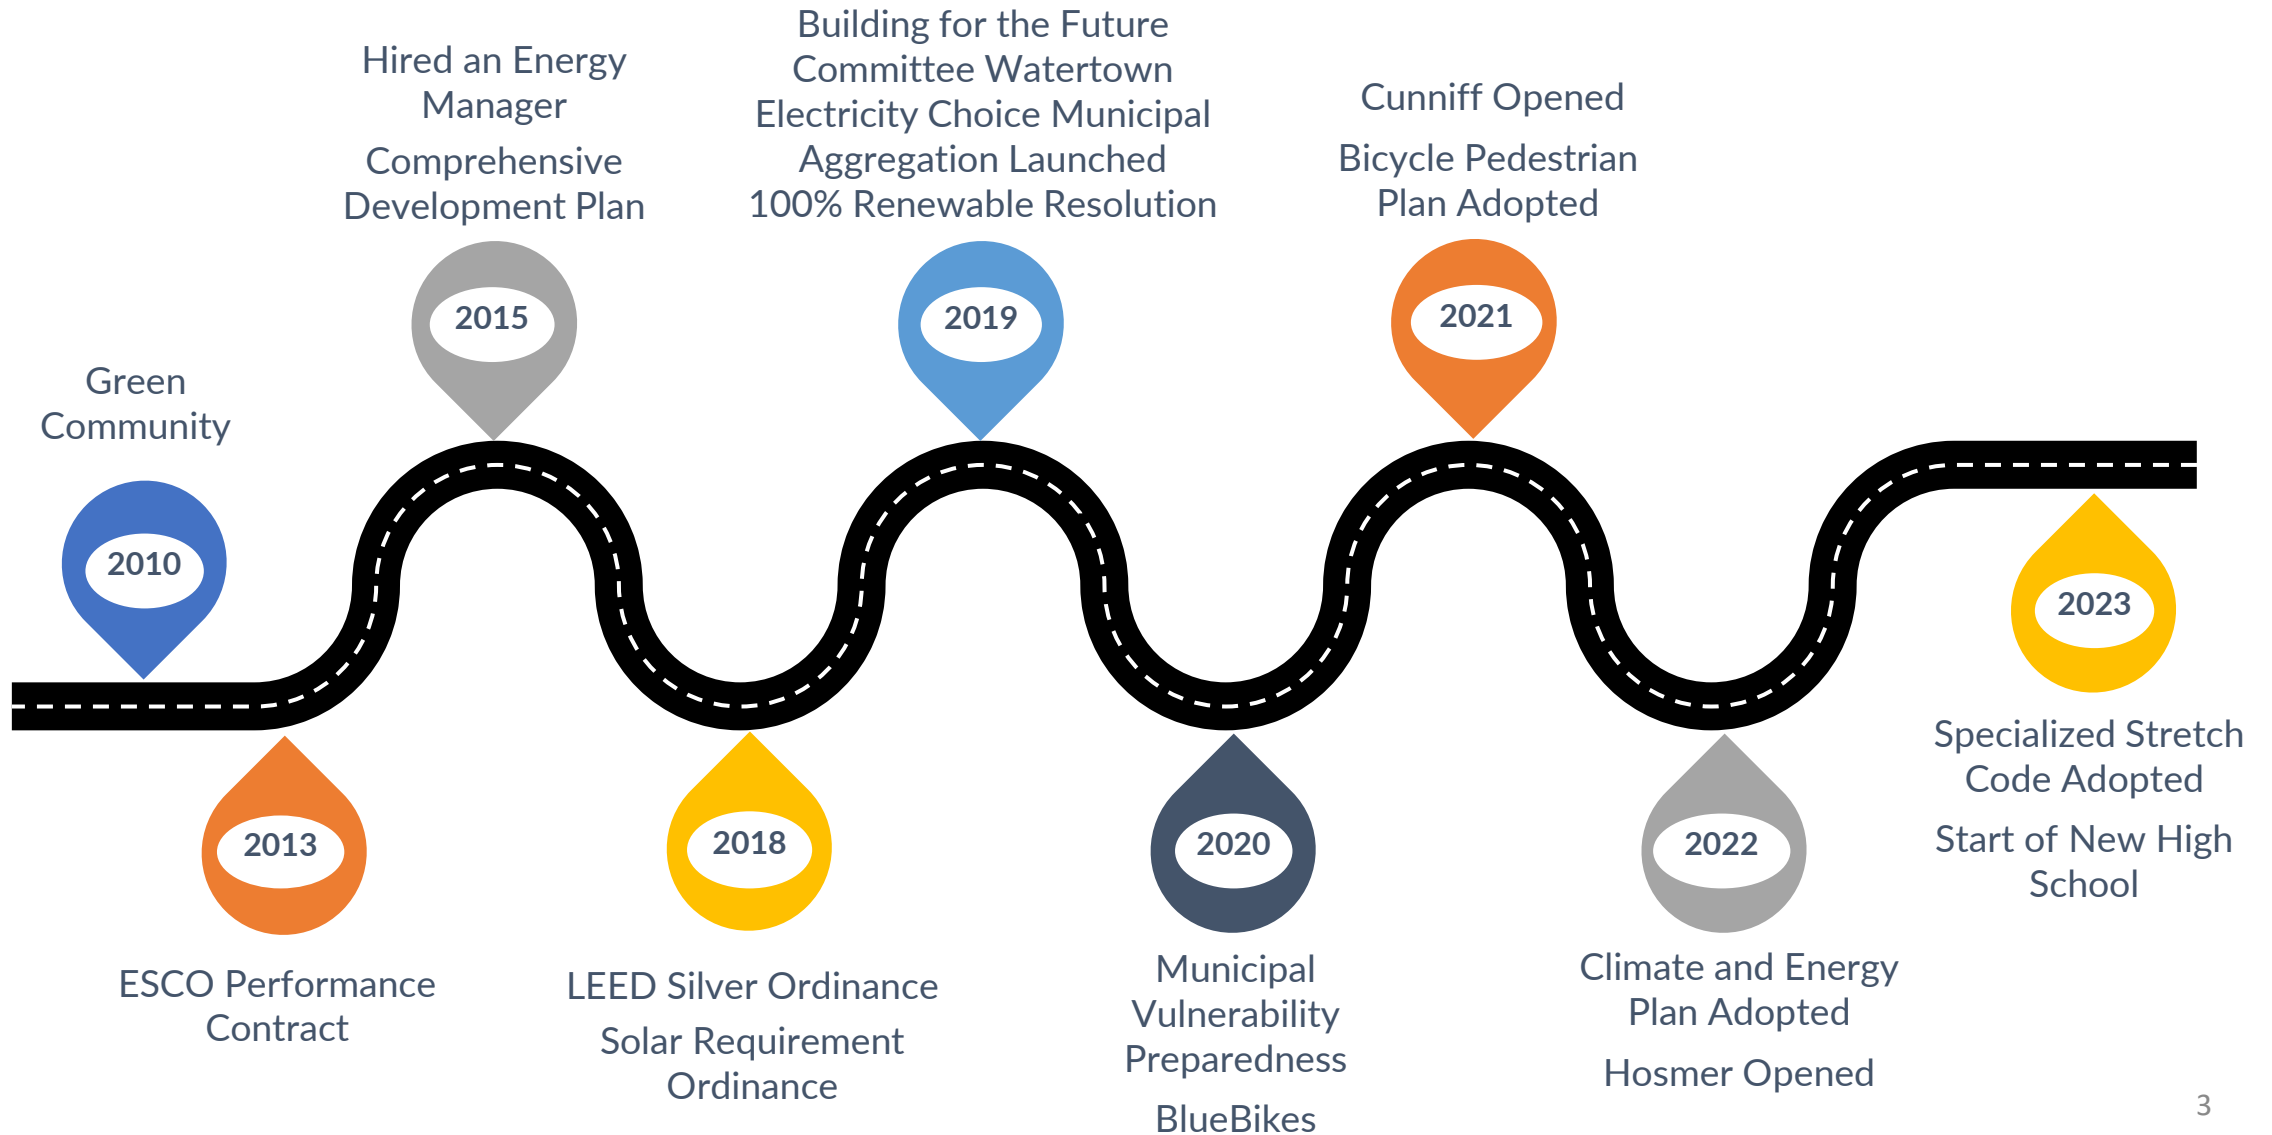 Green
Community
2010
2013
ESCO Performance
Contract
Hired an Energy
Manager
Comprehensive
Development Plan
2015
2018
LEED Silver Ordinance
Solar Requirement
Ordinance
Building for the Future
Committee Watertown
Electricity Choice Municipal
Aggregation Launched
100% Renewable Resolution
2019
2020
Municipal
Vulnerability
Preparedness
BlueBikes
Cunniff Opened
Bicycle Pedestrian
Plan Adopted
2021
2022
Climate and Energy
Plan Adopted
Hosmer Opened
2023
Specialized Stretch
Code Adopted
Start of New High
School
3